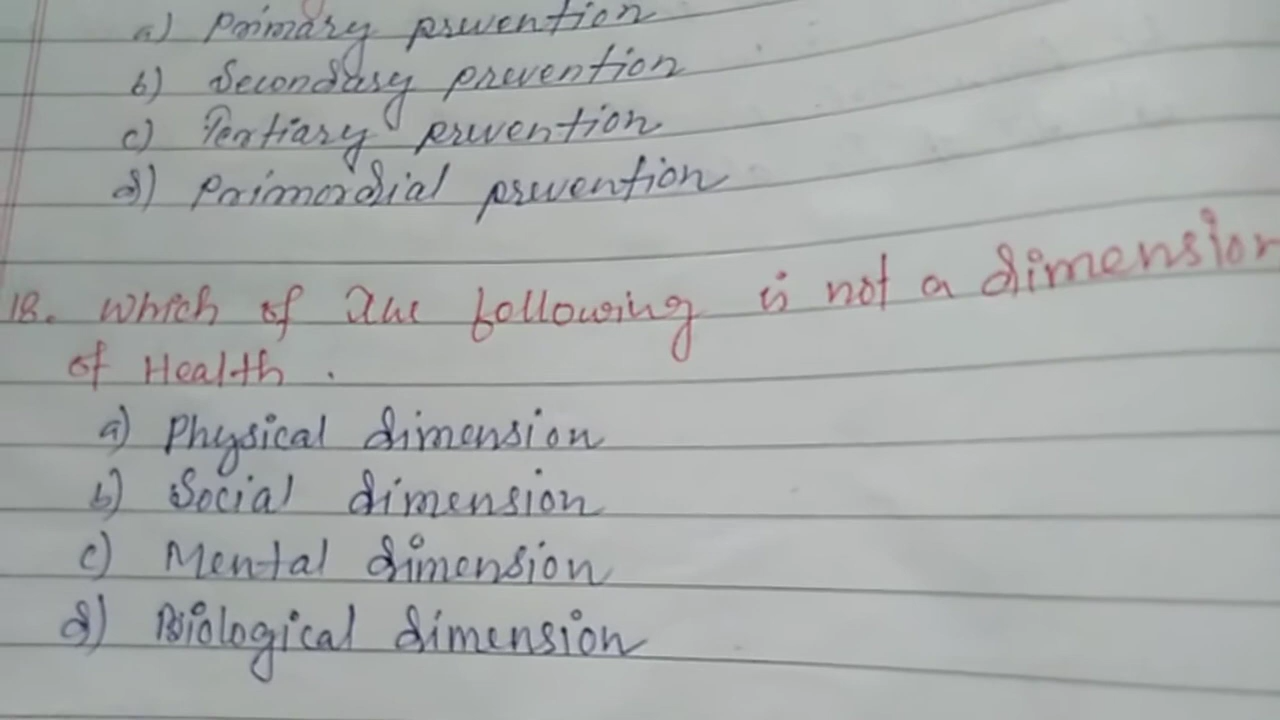 a) Primary prevention
b) Secondary prevention
c) Tertiary prevention
d) Primordial prevention
18. Which of the following is not a dimension
of Health.
a) Physical dimension
b) Social dimension
c) Mental dimension
d) Biological dimension